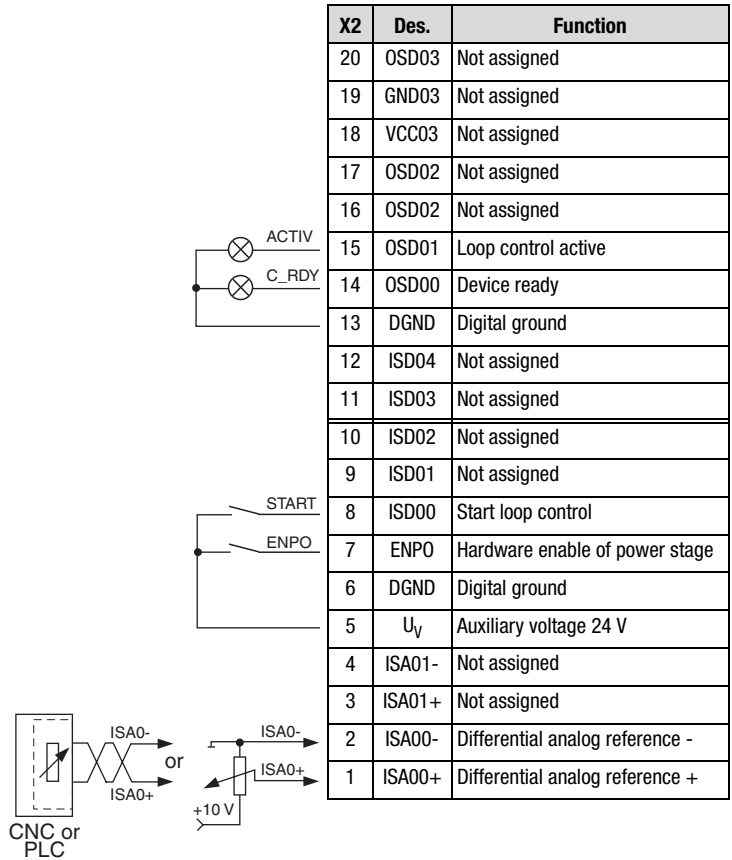 X2 Des. Function
20 OSD03 Not assigned
19 GND03 Not assigned
18 VCC03 Not assigned
17 OSD02 Not assigned
16 OSD02 Not assigned
ACTIV
15 OSD01 Loop control active
C_RDY
14 OSD00 Device ready
13 DGND Digital ground
12 ISD04 Not assigned
11 ISD03 Not assigned
10 ISD02 Not assigned
9 ISD01 Not assigned
START
8 ISD00 Start loop control
ENPO
7 ENPO Hardware enable of power stage
6 DGND Digital ground
5 UV Auxiliary voltage 24 V
4 ISA01- Not assigned
3 ISA01+ Not assigned
ISA0- or ISA0-
2 ISA00- Differential analog reference -
ISA0+ ISA0+
1 ISA00+ Differential analog reference +
+10 V
CNC or
PLC